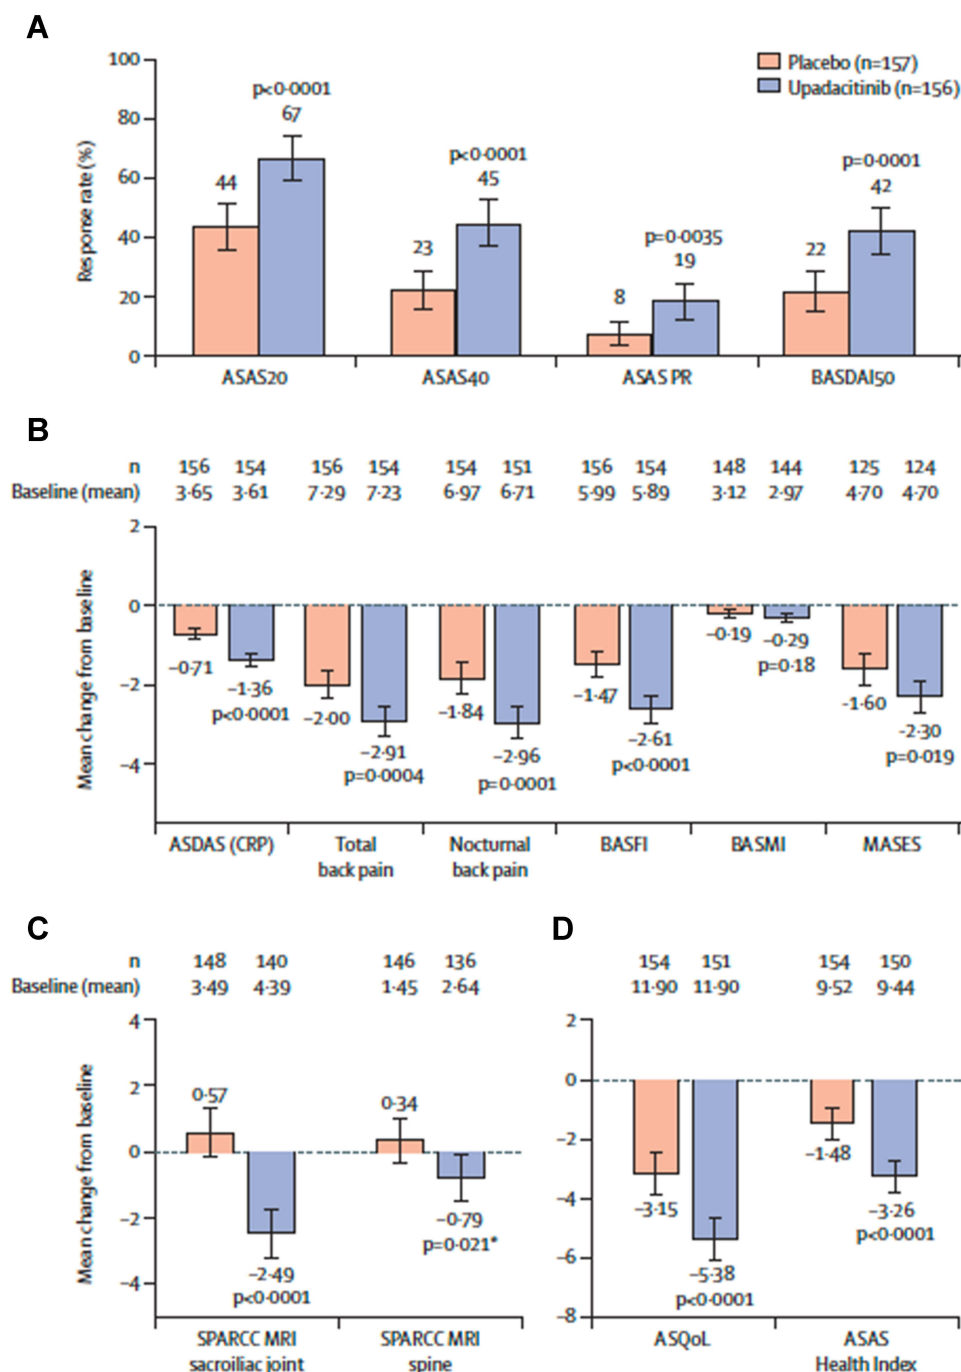 A
Placebo (n=157)
Upadacitinib (n=156)
Response rate (%)
100
80
60
40
20
0
p<0·0001
67
44
p<0·0001
45
23
p=0·0035
19
8
p=0·0001
42
22
ASAS20 ASAS40 ASAS PR BASDAI50
B
n 156 154 156 154 154 151 156 154 148 144 125 124
Baseline (mean) 3·65 3·61 7·29 7·23 6·97 6·71 5·99 5·89 3·12 2·97 4·70 4·70
Mean change from baseline
2
0
−2
−4
−0·71
−1·36
p<0·0001
−2·00
−2·91
p=0·0004
−1·84
−2·96
p=0·0001
−1·47
−2·61
p<0·0001
−0·19
−0·29
p=0·18
−1·60
−2·30
p=0·019
ASDAS (CRP) Total Nocturnal BASFI BASMI MASES
back pain back pain
C
n 148 140 146 136
Baseline (mean) 3·49 4·39 1·45 2·64
Mean change from baseline
4
2
0
−2
−4
0·57
−2·49
p<0·0001
0·34
−0·79
p=0·021*
SPARCC MRI SPARCC MRI
sacroiliac joint spine
D
154 151 154 150
11·90 11·90 9·52 9·44
2
0
−2
−4
−6
−8
−3·15
−5·38
p<0·0001
−1·48
−3·26
p<0·0001
ASQoL ASAS
Health Index